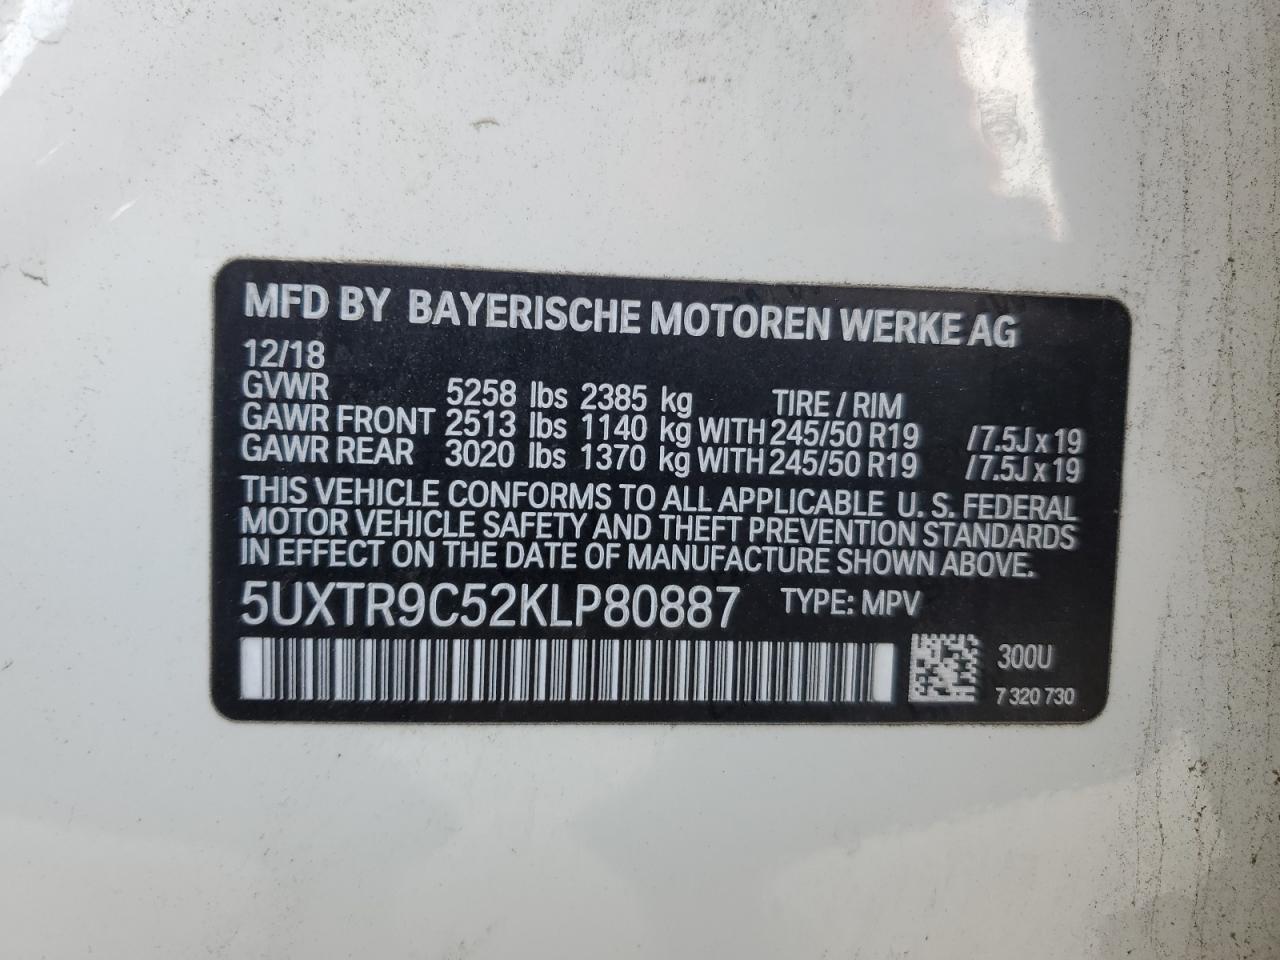 MFD BY BAYERISCHE MOTOREN WERKE AG
12/18
GVWR 5258 lbs 2385 kg TIRE / RIM
GAWR FRONT 2513 lbs 1140 kg WITH 245/50 R19 /7.5J x 19
GAWR REAR 3020 lbs 1370 kg WITH 245/50 R19 /7.5J x 19
THIS VEHICLE CONFORMS TO ALL APPLICABLE U. S. FEDERAL
MOTOR VEHICLE SAFETY AND THEFT PREVENTION STANDARDS
IN EFFECT ON THE DATE OF MANUFACTURE SHOWN ABOVE.
5UXTR9C52KLP80887 TYPE: MPV
300U
7 320 730